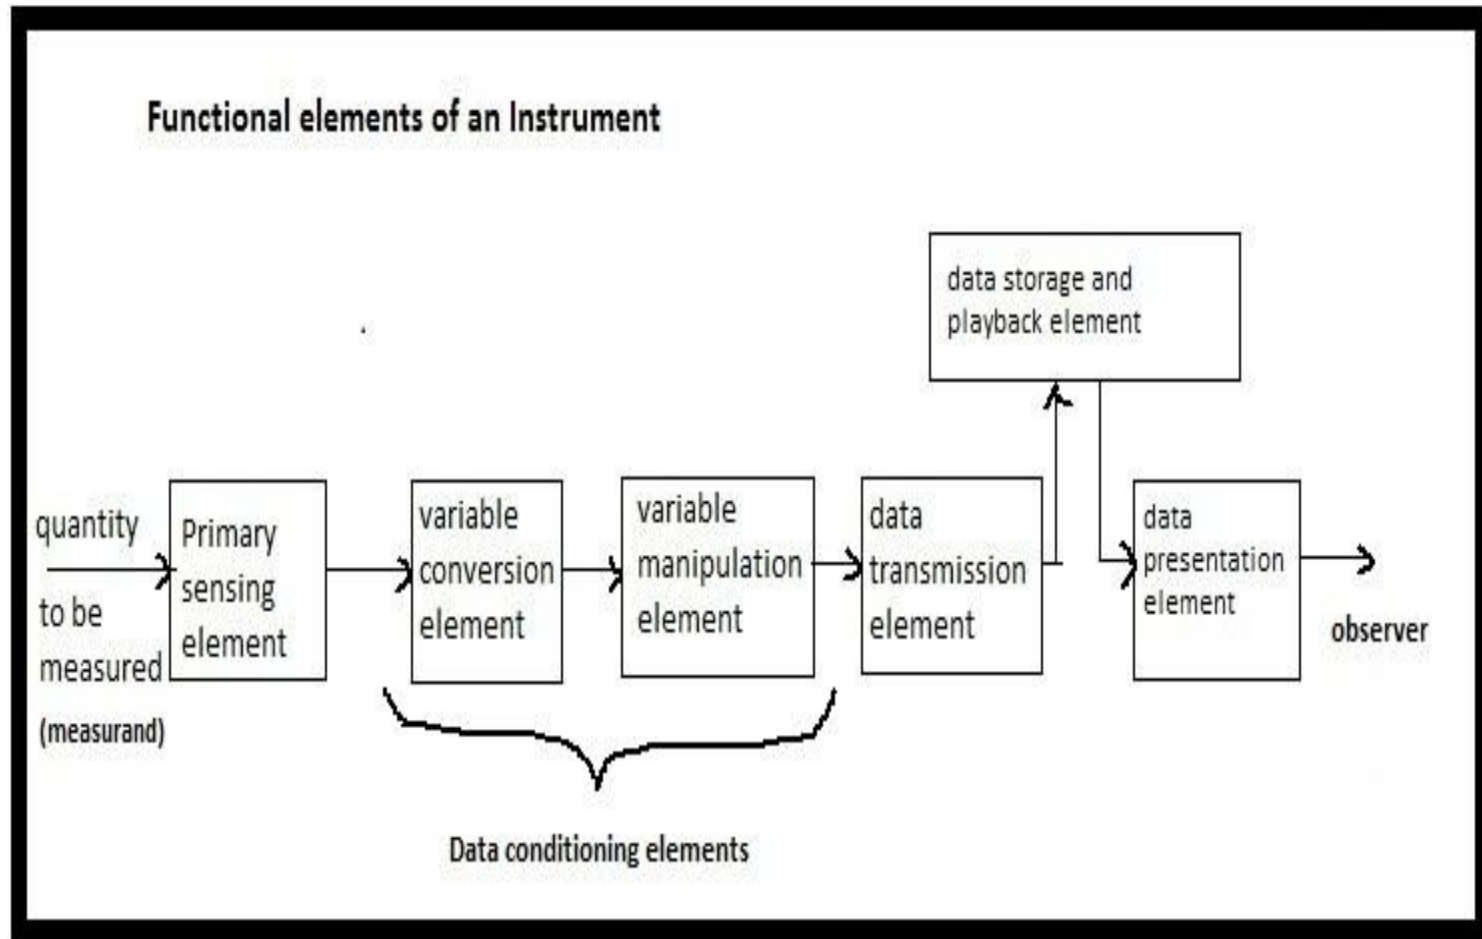 Functional elements of an Instrument
data storage and
playback element
quantity
to be
measured
(measurand)
Primary
sensing
element
variable
conversion
element
variable
manipulation
element
data
transmission
element
data
presentation
element
observer
Data conditioning elements